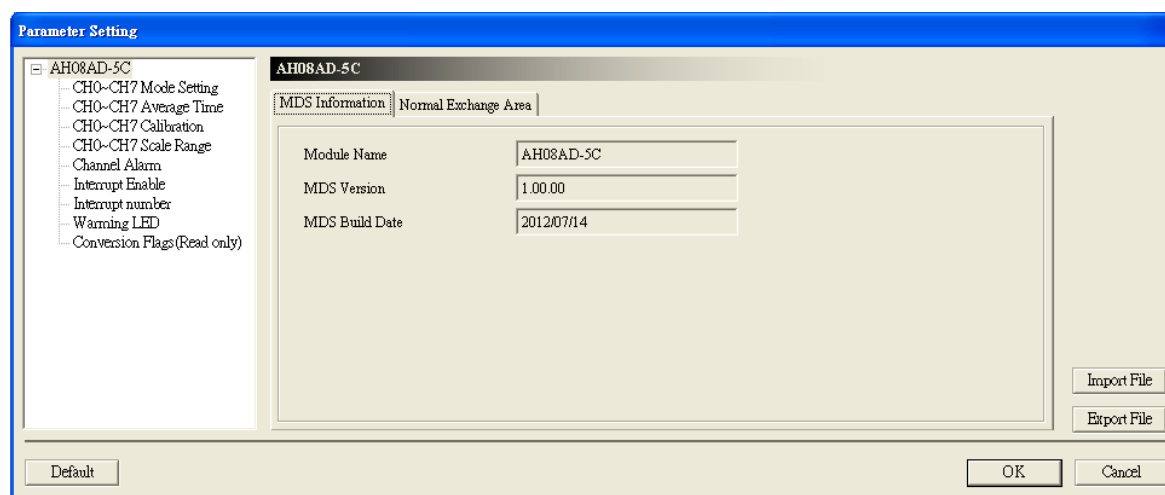 Parameter Setting
AH08AD-5C
CH0~CH7 Mode Setting
CH0~CH7 Average Time
CH0~CH7 Calibration
CH0~CH7 Scale Range
Channel Alarm
Interrupt Enable
Interrupt number
Warming LED
Conversion Flags(Read only)
AH08AD-5C
MDS Information Normal Exchange Area
Module Name AH08AD-5C
MDS Version 1.00.00
MDS Build Date 2012/07/14
Import File
Export File
Default OK Cancel